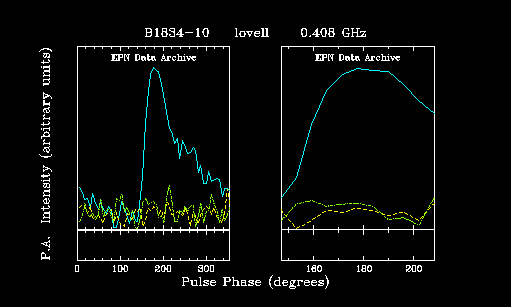 B1834-10 lovell 0.408 GHz
EPN Data Archive EPN Data Archive
P.A. Intensity (arbitrary units)
0 100 200 300 160 180 200
Pulse Phase (degrees)